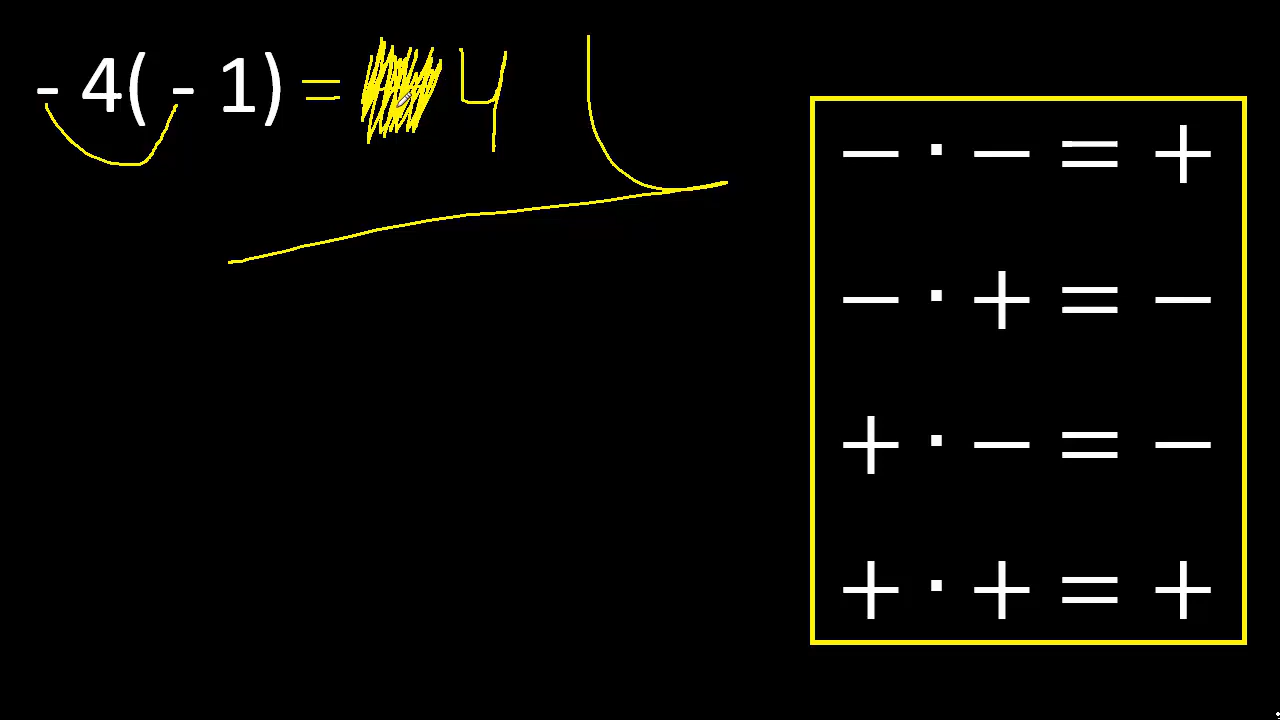 - 4( - 1) = 4
− · − = +
− · + = −
+ · − = −
+ · + = +